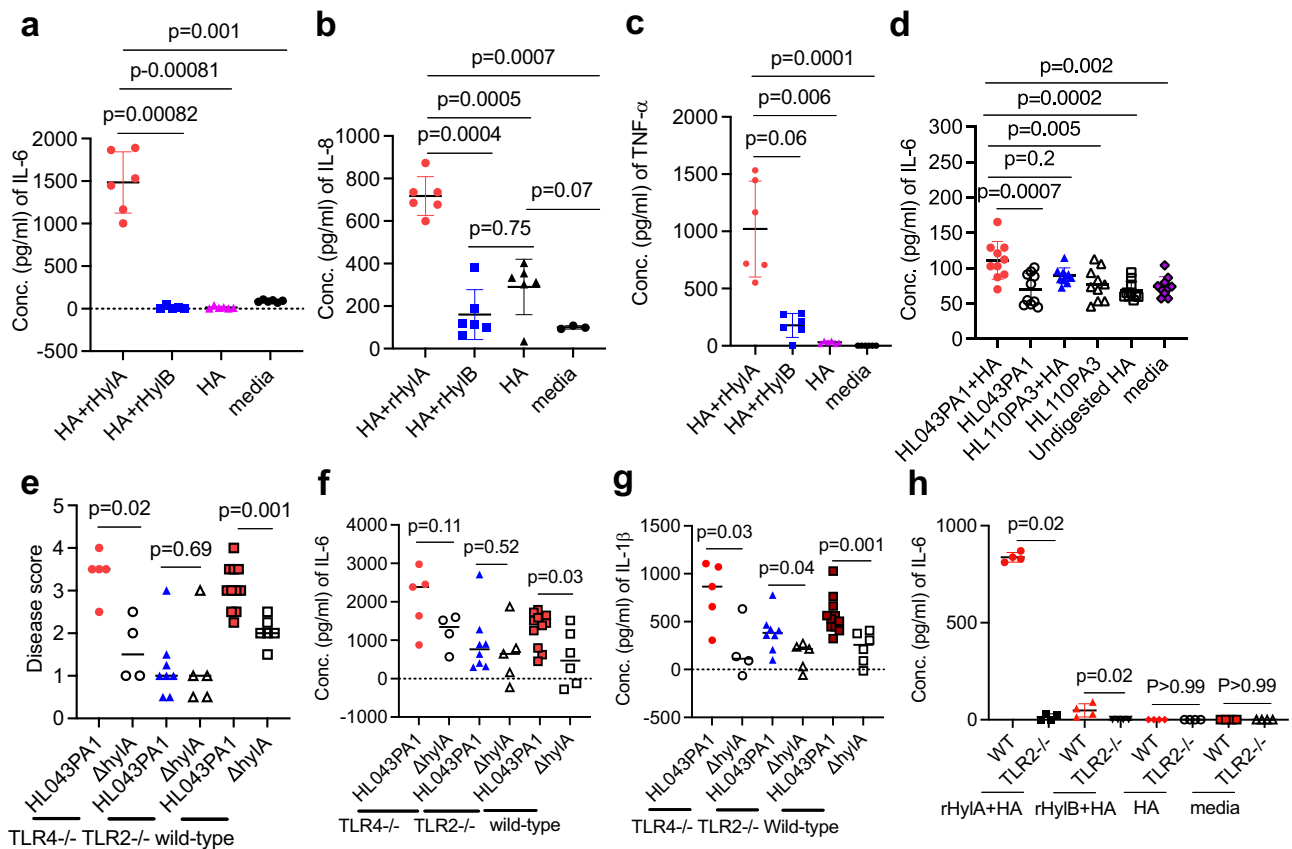 a
p=0.001
p-0.00081
p=0.00082
Conc. (pg/ml) of IL-6
2000
1500
1000
500
0
-500
HA+rHylA
HA+rHylB
HA
media
b
p=0.0007
p=0.0005
p=0.0004
p=0.07
p=0.75
Conc. (pg/ml) of IL-8
1000
800
600
400
200
0
HA+rHylA
HA+rHylB
HA
media
c
p=0.0001
p=0.006
p=0.06
Conc. (pg/ml) of TNF-α
2000
1500
1000
500
0
HA+rHylA
HA+rHylB
HA
media
d
p=0.002
p=0.0002
p=0.005
p=0.2
p=0.0007
Conc. (pg/ml) of IL-6
300
250
200
150
100
50
0
HL043PA1+HA
HL043PA1
HL110PA3+HA
HL110PA3
Undigested HA
media
e
p=0.02
p=0.69
p=0.001
Disease score
5
4
3
2
1
0
HL043PA1
ΔhylA
HL043PA1
ΔhylA
HL043PA1
ΔhylA
TLR4-/- TLR2-/- wild-type
f
p=0.11
p=0.52
p=0.03
Conc. (pg/ml) of IL-6
4000
3000
2000
1000
0
-1000
HL043PA1
ΔhylA
HL043PA1
ΔhylA
HL043PA1
ΔhylA
TLR4-/- TLR2-/- wild-type
g
p=0.03
p=0.04
p=0.001
Conc. (pg/ml) of IL-1β
1500
1000
500
0
-500
HL043PA1
ΔhylA
HL043PA1
ΔhylA
HL043PA1
ΔhylA
TLR4-/- TLR2-/- Wild-type
h
p=0.02
p=0.02
P>0.99
P>0.99
Conc. (pg/ml) of IL-6
1000
500
0
WT
TLR2-/-
WT
TLR2-/-
WT
TLR2-/-
WT
TLR2-/-
rHylA+HA
rHylB+HA
HA
media